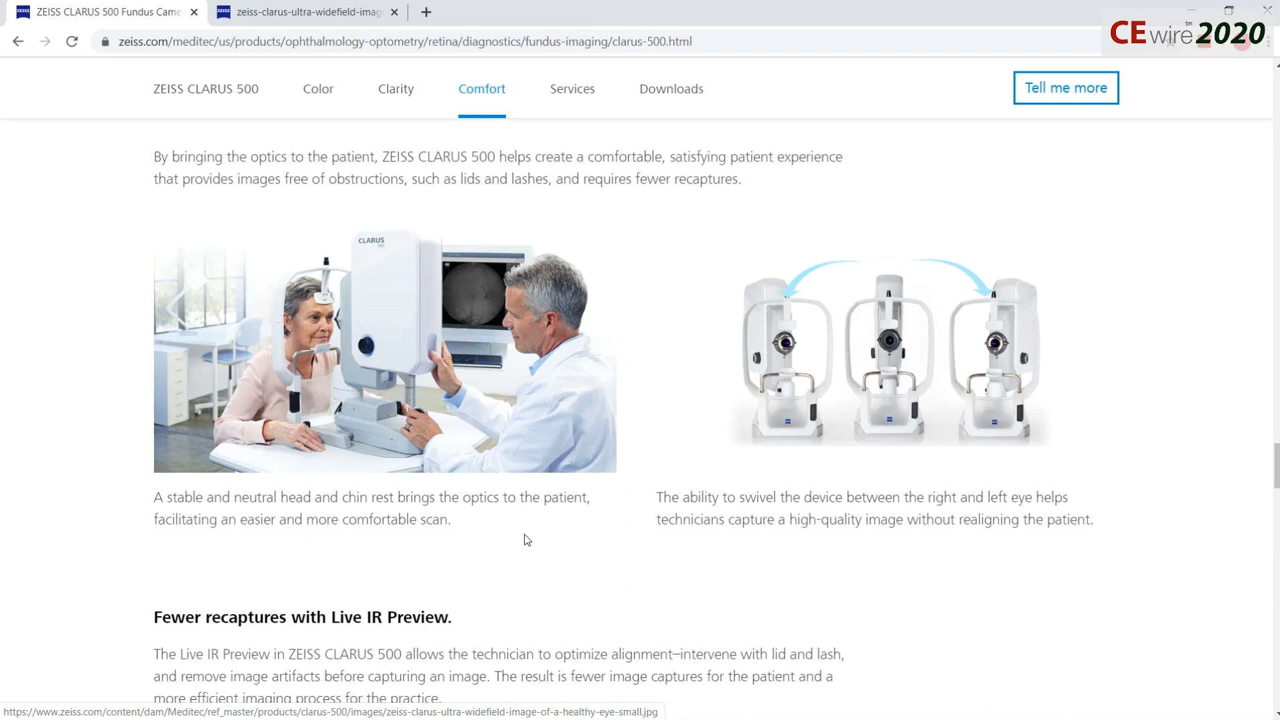 ZEISS CLARUS 500 Fundus Came
zeiss-clarus-ultra-widefield-imag
CEwire™2020
zeiss.com/meditec/us/products/ophthalmology-optometry/retina/diagnostics/fundus-imaging/clarus-500.html
ZEISS CLARUS 500 Color Clarity Comfort Services Downloads Tell me more
By bringing the optics to the patient, ZEISS CLARUS 500 helps create a comfortable, satisfying patient experience
that provides images free of obstructions, such as lids and lashes, and requires fewer recaptures.
CLARUS
A stable and neutral head and chin rest brings the optics to the patient,
facilitating an easier and more comfortable scan.
The ability to swivel the device between the right and left eye helps
technicians capture a high-quality image without realigning the patient.
Fewer recaptures with Live IR Preview.
The Live IR Preview in ZEISS CLARUS 500 allows the technician to optimize alignment–intervene with lid and lash,
and remove image artifacts before capturing an image. The result is fewer image captures for the patient and a
more efficient imaging process for the practice.
https://www.zeiss.com/content/dam/Meditec/ref_master/products/clarus-500/images/zeiss-clarus-ultra-widefield-image-of-a-healthy-eye-small.jpg